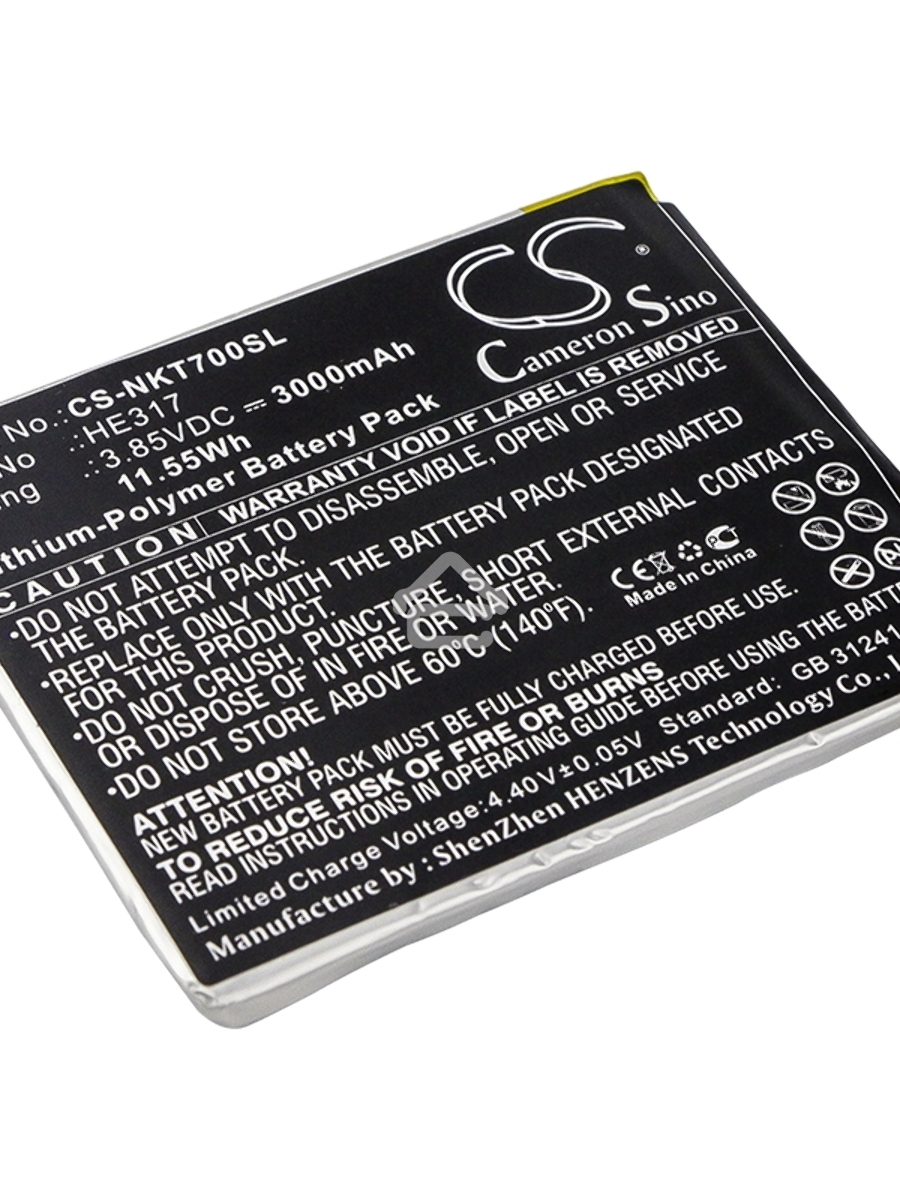 CS
®
Cameron Sino
No.: CS-NKT700SL
No : HE317
ng : 3.85VDC ⎓ 3000mAh
11.55Wh
ithium-Polymer Battery Pack
CAUTION WARRANTY VOID IF LABEL IS REMOVED
•DO NOT ATTEMPT TO DISASSEMBLE, OPEN OR REPAIR
THE BATTERY PACK.
•REPLACE ONLY WITH THE BATTERY PACK DESIGNATED
FOR THIS PRODUCT.
•DO NOT CRUSH, PUNCTURE, SHORT EXTERNAL CONTACTS
OR DISPOSE OF IN FIRE OR WATER.
•DO NOT STORE ABOVE 60°C (140°F).
CE
PCT
Made in China
ATTENTION!
NEW BATTERY PACK MUST BE FULLY CHARGED BEFORE USE.
TO REDUCE RISK OF FIRE OR BURNS
READ INSTRUCTIONS IN OPERATING GUIDE BEFORE USING THE BATTER
Limited Charge Voltage:4.40V±0.05V Standard: GB 31241
Manufacture by : ShenZhen HENZENS Technology Co.,